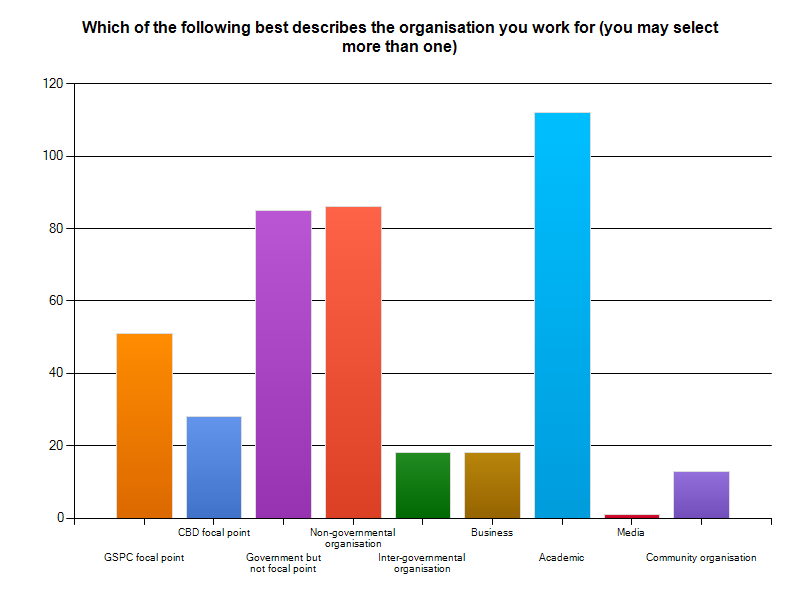 Which of the following best describes the organisation you work for (you may select
more than one)
120
100
80
60
40
20
0
GSPC focal point
CBD focal point
Government but
not focal point
Non-governmental
organisation
Inter-governmental
organisation
Business
Academic
Media
Community organisation